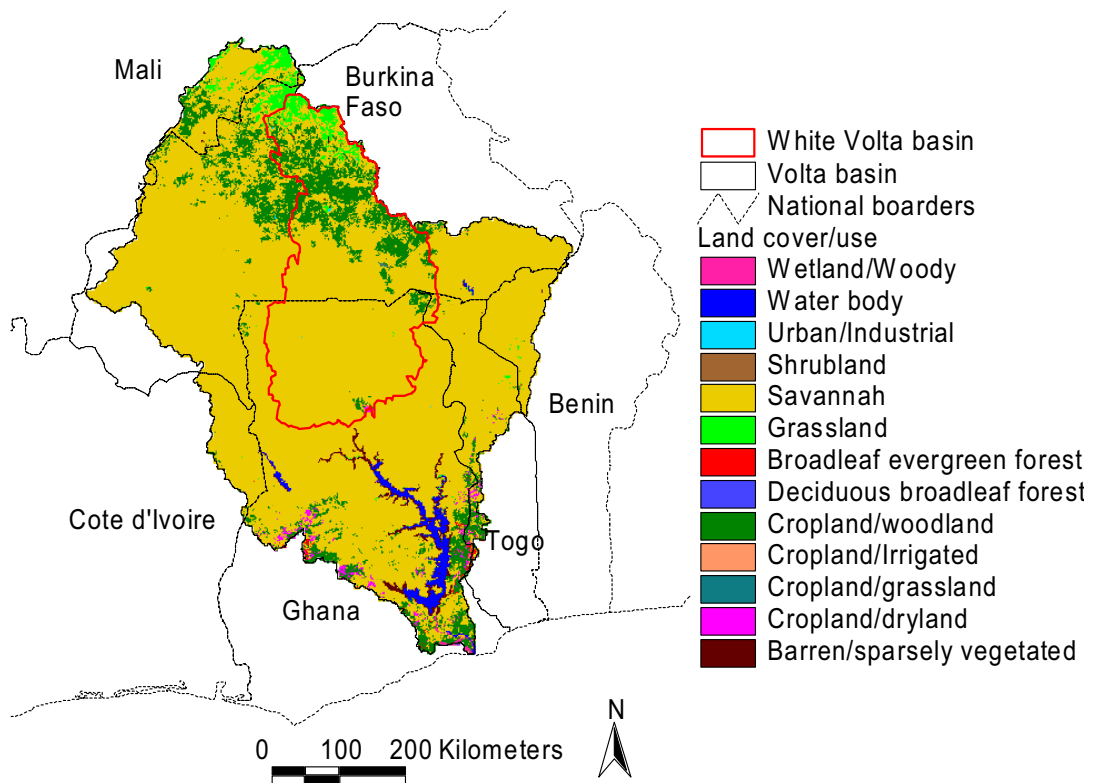 Mali
Burkina
Faso
Benin
Cote d'Ivoire
Togo
Ghana
White Volta basin
Volta basin
National boarders
Land cover/use
Wetland/Woody
Water body
Urban/Industrial
Shrubland
Savannah
Grassland
Broadleaf evergreen forest
Deciduous broadleaf forest
Cropland/woodland
Cropland/Irrigated
Cropland/grassland
Cropland/dryland
Barren/sparsely vegetated
N
0 100 200 Kilometers